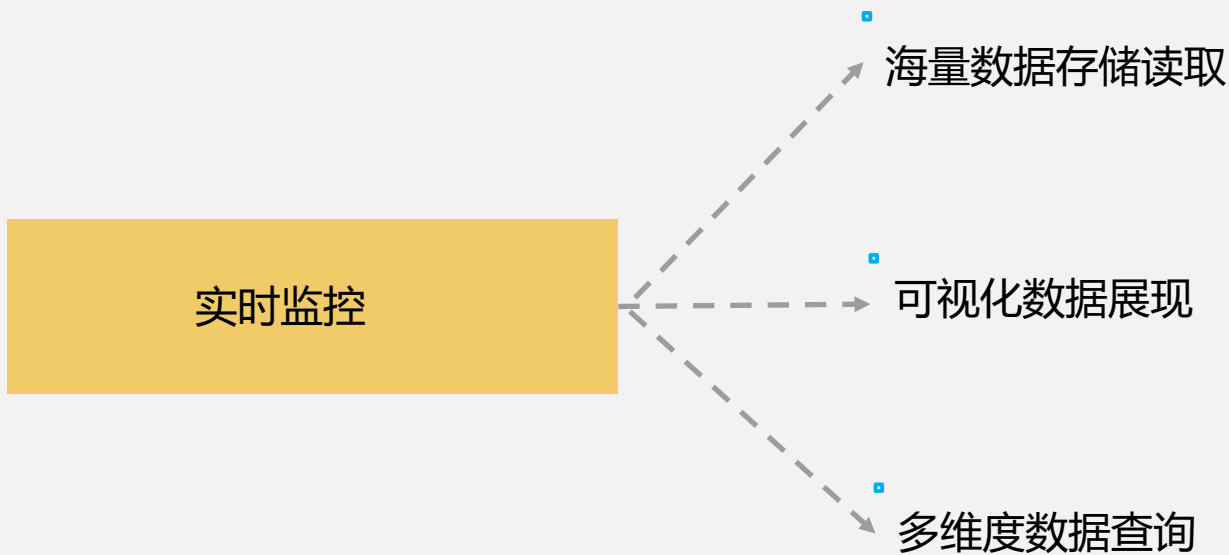 海量数据存储读取
实时监控
可视化数据展现
多维度数据查询